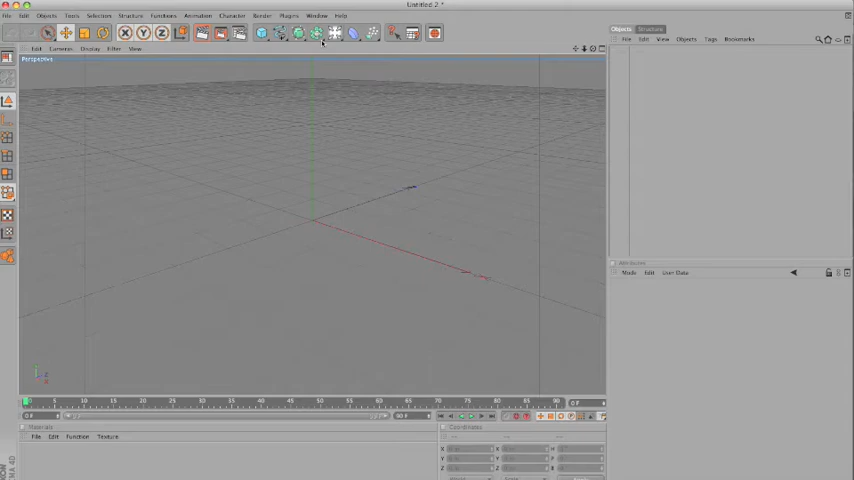 Untitled 2 *
File Edit Objects Tools Selection Structure Functions Animation Character Render Plugins Window Help
Objects Structure
File Edit View Objects Tags Bookmarks
Edit Cameras Display Filter View
Perspective
X Y Z
Attributes
Mode Edit User Data
Y
Z
X
0 5 10 15 20 25 30 35 40 45 50 55 60 65 70 75 80 85 90
0 F
0 F
90 F
Materials
Coordinates
File Edit Function Texture
X
Y
Z
X
Y
Z
H
CINEMA 4D